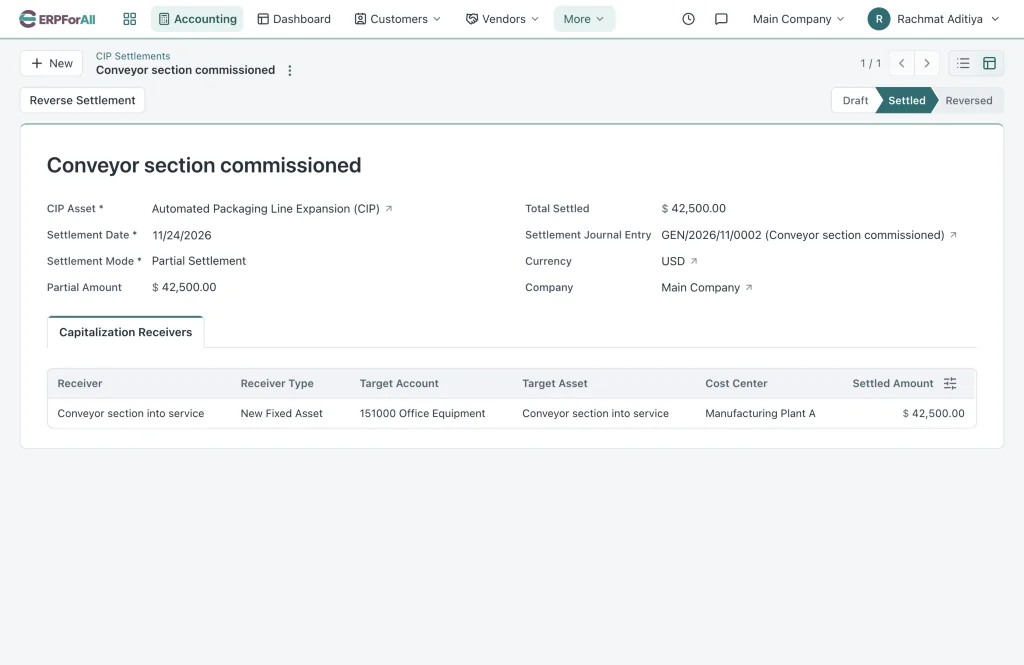 ERPForAll Accounting Dashboard Customers Vendors More Main Company R Rachmat Aditiya
New
CIP Settlements
Conveyor section commissioned
1 / 1
Reverse Settlement
Draft Settled Reversed
Conveyor section commissioned
CIP Asset * Automated Packaging Line Expansion (CIP)
Total Settled $ 42,500.00
Settlement Date * 11/24/2026
Settlement Journal Entry GEN/2026/11/0002 (Conveyor section commissioned)
Settlement Mode * Partial Settlement
Currency USD
Partial Amount $ 42,500.00
Company Main Company
Capitalization Receivers
Receiver Receiver Type Target Account Target Asset Cost Center Settled Amount
Conveyor section into service New Fixed Asset 151000 Office Equipment Conveyor section into service Manufacturing Plant A $ 42,500.00